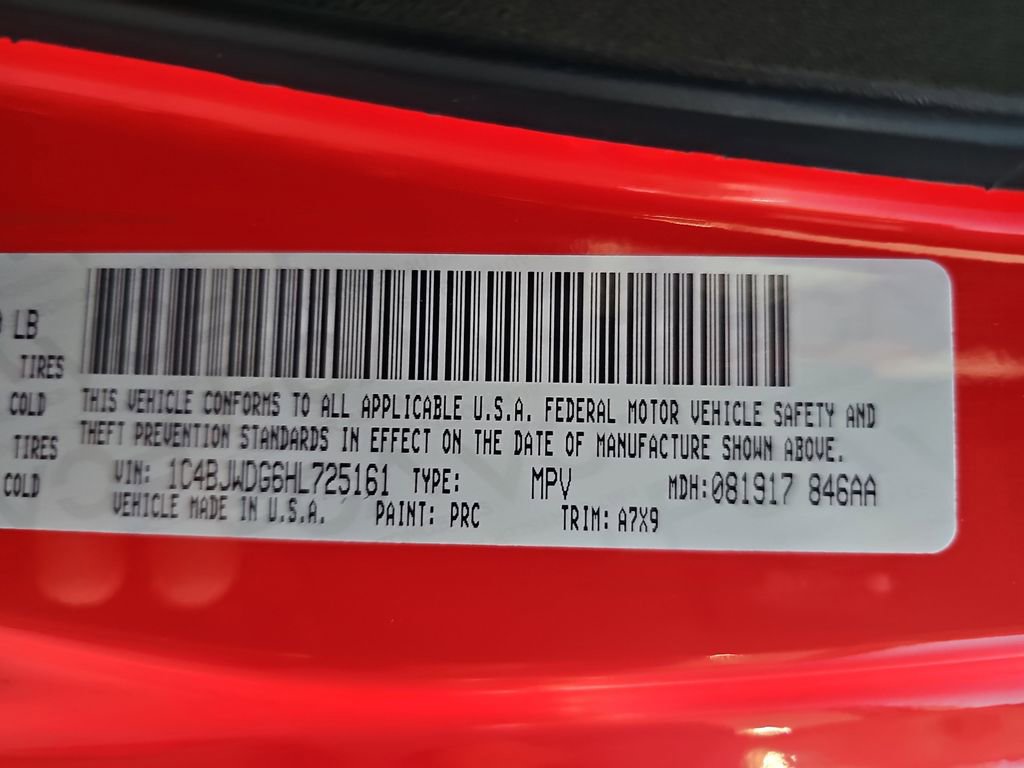 LB
TIRES
COLD
THIS VEHICLE CONFORMS TO ALL APPLICABLE U.S.A. FEDERAL MOTOR VEHICLE SAFETY AND
TIRES
THEFT PREVENTION STANDARDS IN EFFECT ON THE DATE OF MANUFACTURE SHOWN ABOVE.
COLD
VIN: 1C4BJWDG6HL725161 TYPE: MPV MDH:081917 846AA
VEHICLE MADE IN U.S.A. PAINT: PRC TRIM: A7X9